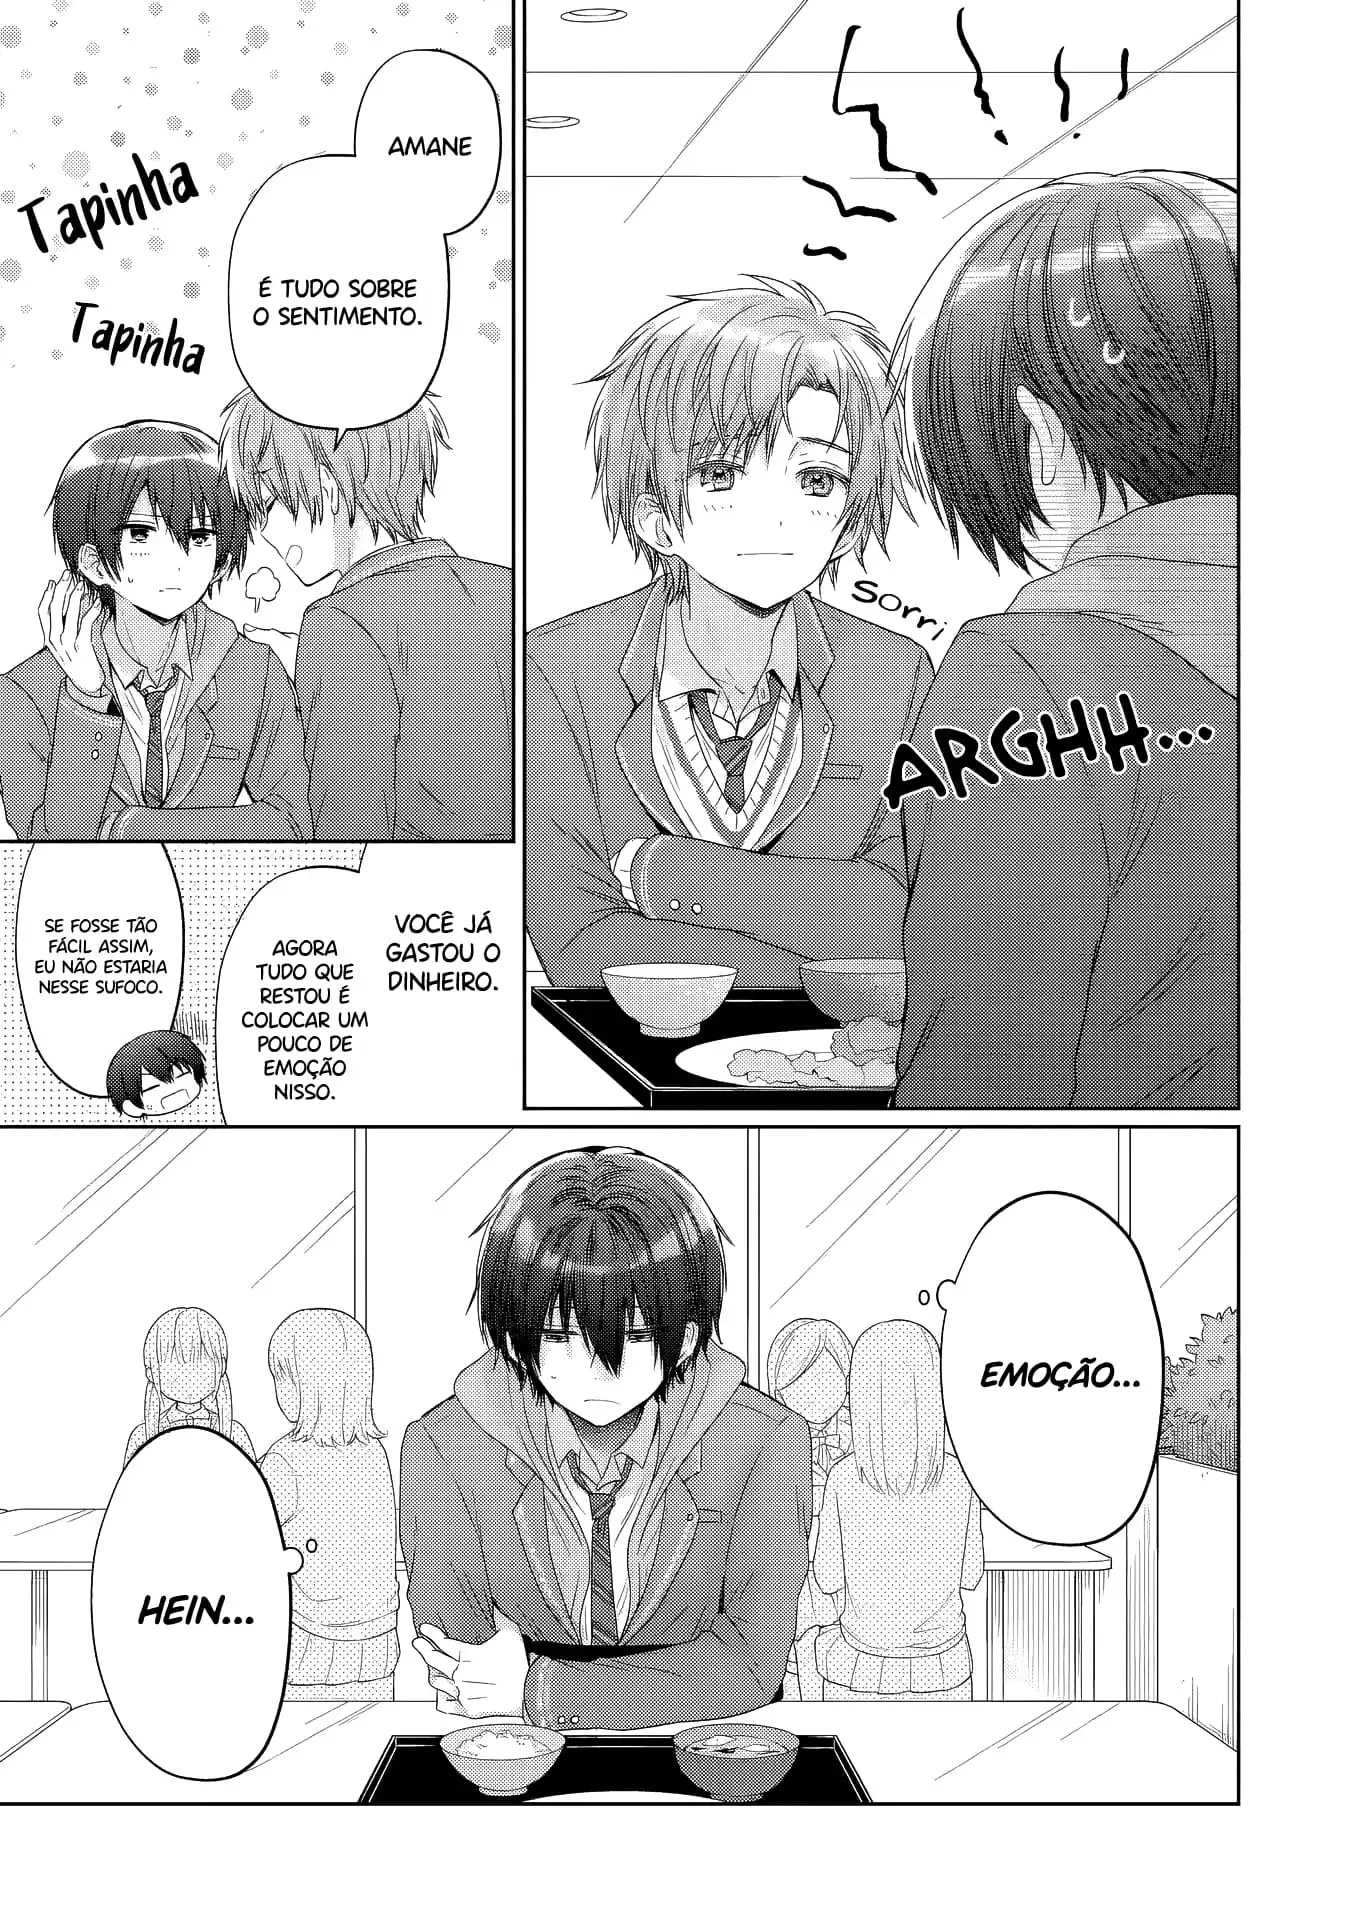 Sorri
ARGHH...
AMANE
É TUDO SOBRE
O SENTIMENTO.
Tapinha
Tapinha
VOCÊ JÁ
GASTOU O
DINHEIRO.
AGORA
TUDO QUE
RESTOU É
COLOCAR UM
POUCO DE
EMOÇÃO
NISSO.
SE FOSSE TÃO
FÁCIL ASSIM,
EU NÃO ESTARIA
NESSE SUFOCO.
EMOÇÃO...
HEIN...